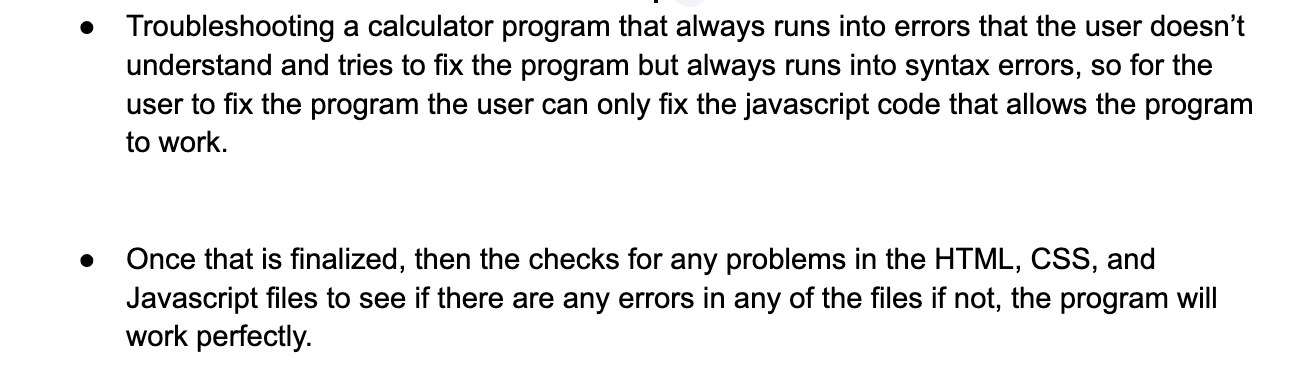 ● Troubleshooting a calculator program that always runs into errors that the user doesn’t
understand and tries to fix the program but always runs into syntax errors, so for the
user to fix the program the user can only fix the javascript code that allows the program
to work.
● Once that is finalized, then the checks for any problems in the HTML, CSS, and
Javascript files to see if there are any errors in any of the files if not, the program will
work perfectly.